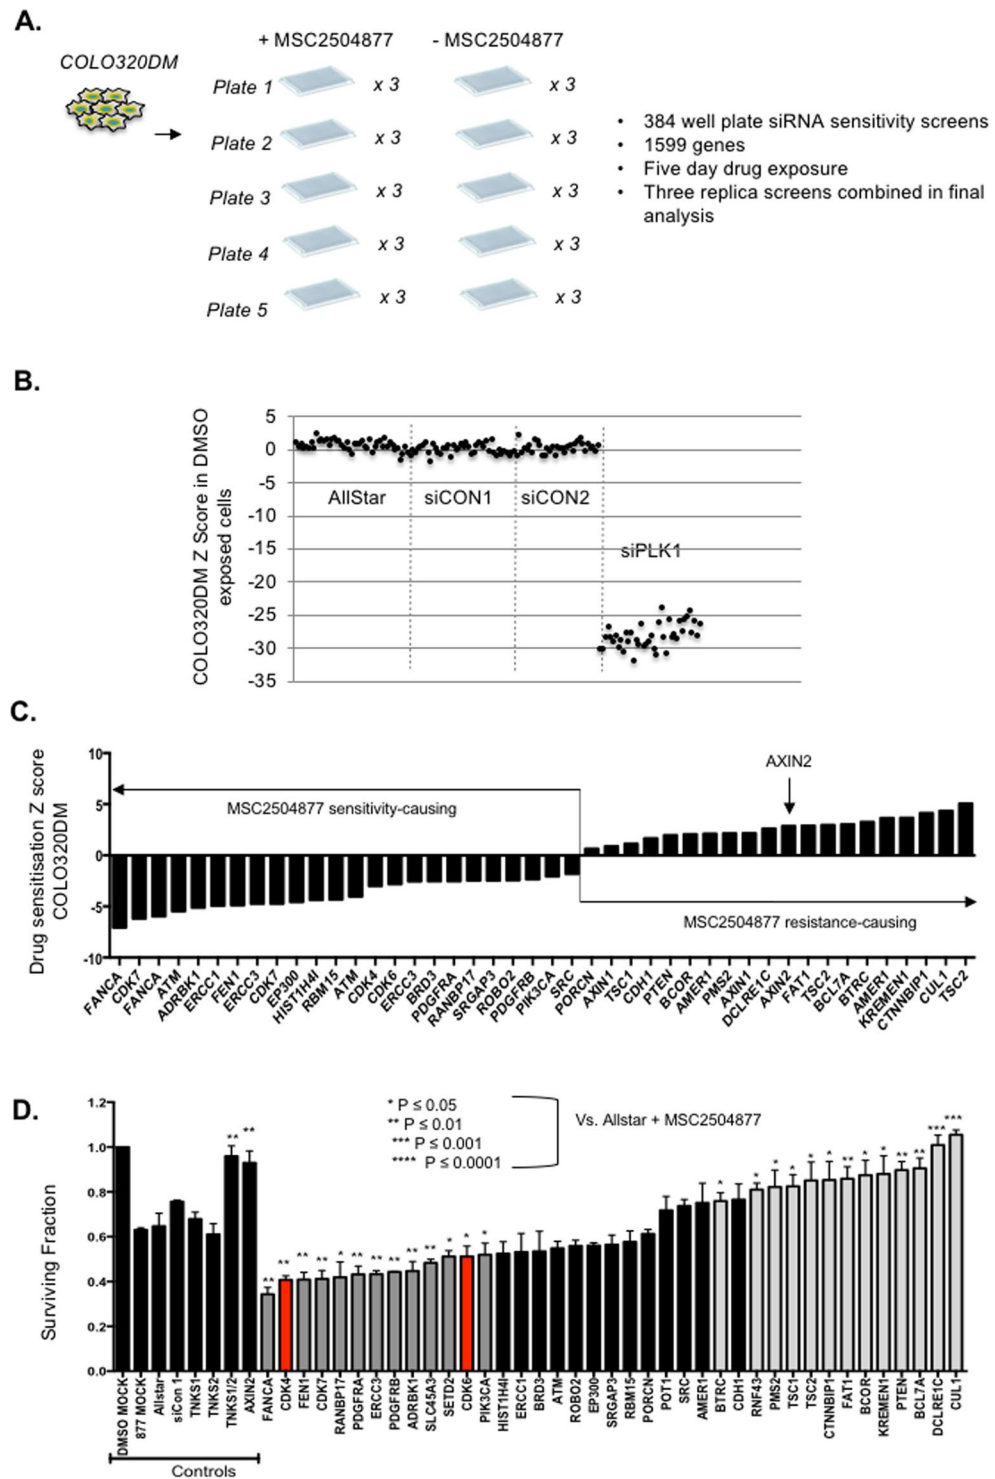 A.
+ MSC2504877 - MSC2504877
COLO320DM
Plate 1 x 3 x 3
Plate 2 x 3 x 3
Plate 3 x 3 x 3
Plate 4 x 3 x 3
Plate 5 x 3 x 3
• 384 well plate siRNA sensitivity screens
• 1599 genes
• Five day drug exposure
• Three replica screens combined in final
analysis
B.
COLO320DM Z Score in DMSO
exposed cells
5
0
-5
-10
-15
-20
-25
-30
-35
AllStar siCON1 siCON2
siPLK1
C.
Drug sensitisation Z score
COLO320DM
10
5
0
-5
-10
AXIN2
MSC2504877 sensitivity-causing
MSC2504877 resistance-causing
FANCA
CDK7
FANCA
ATM
ADRBK1
ERCC1
FEN1
ERCC3
CDK7
EP300
HIST1H4I
RBM15
ATM
CDK4
CDK6
ERCC3
BRD3
PDGFRA
RANBP17
SRGAP3
ROBO2
PDGFRB
PIK3CA
SRC
PORCN
AXIN1
TSC1
CDH1
PTEN
BCOR
AMER1
PMS2
AXIN1
DCLRE1C
AXIN2
FAT1
TSC2
BCL7A
BTRC
AMER1
KREMEN1
CTNNBIP1
CUL1
TSC2
D.
Surviving Fraction
1.2
1.0
0.8
0.6
0.4
0.2
0.0
* P ≤ 0.05
** P ≤ 0.01
*** P ≤ 0.001
**** P ≤ 0.0001
Vs. Allstar + MSC2504877
** ** ** ** ** ** * ** ** ** ** ** * * * * * * * * * ** * * ** ** *** ***
DMSO MOCK
877 MOCK
Allstar
siCon 1
TNKS1
TNKS2
TNKS1/2
AXIN2
FANCA
CDK4
FEN1
CDK7
RANBP17
PDGFRA
ERCC3
PDGFRB
ADRBK1
SLC45A3
SETD2
CDK6
PIK3CA
HIST1H4I
ERCC1
BRD3
ATM
ROBO2
EP300
SRGAP3
RBM15
PORCN
POT1
SRC
AMER1
BTRC
CDH1
RNF43
PMS2
TSC1
TSC2
CTNNBIP1
FAT1
BCOR
KREMEN1
PTEN
BCL7A
DCLRE1C
CUL1
Controls